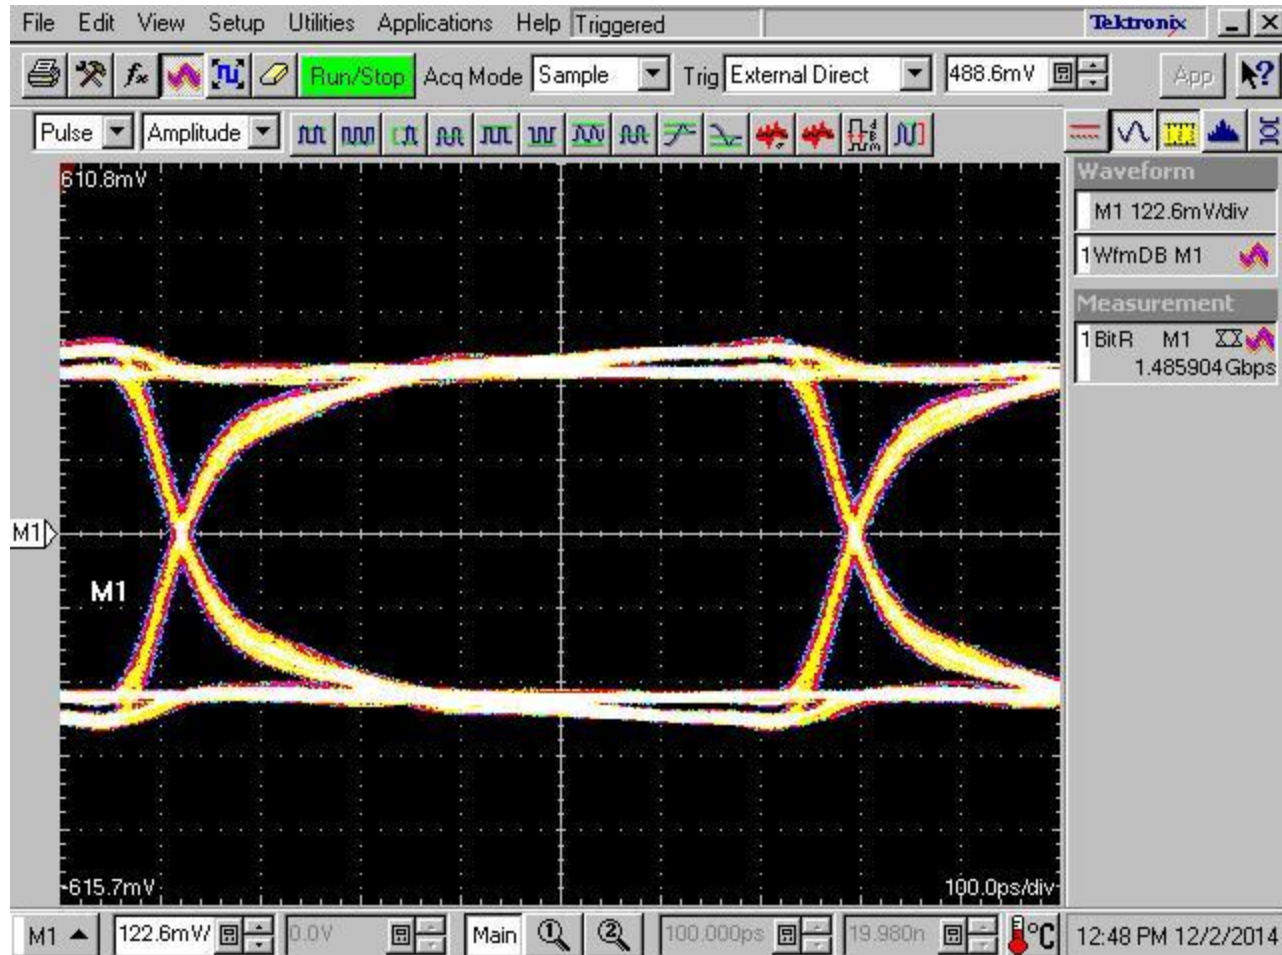 File Edit View Setup Utilities Applications Help Triggered Tektronix
fx Run/Stop Acq Mode Sample Trig External Direct 488.6mV App ?
Pulse Amplitude
610.8mV
Waveform
M1 122.6mV/div
1 WfmDB M1
Measurement
1 BitR M1
1.485904 Gbps
M1
M1
-615.7mV 100.0ps/div
M1 122.6mV/ 0.0V Main 1 2 100.000ps 19.980n °C 12:48 PM 12/2/2014